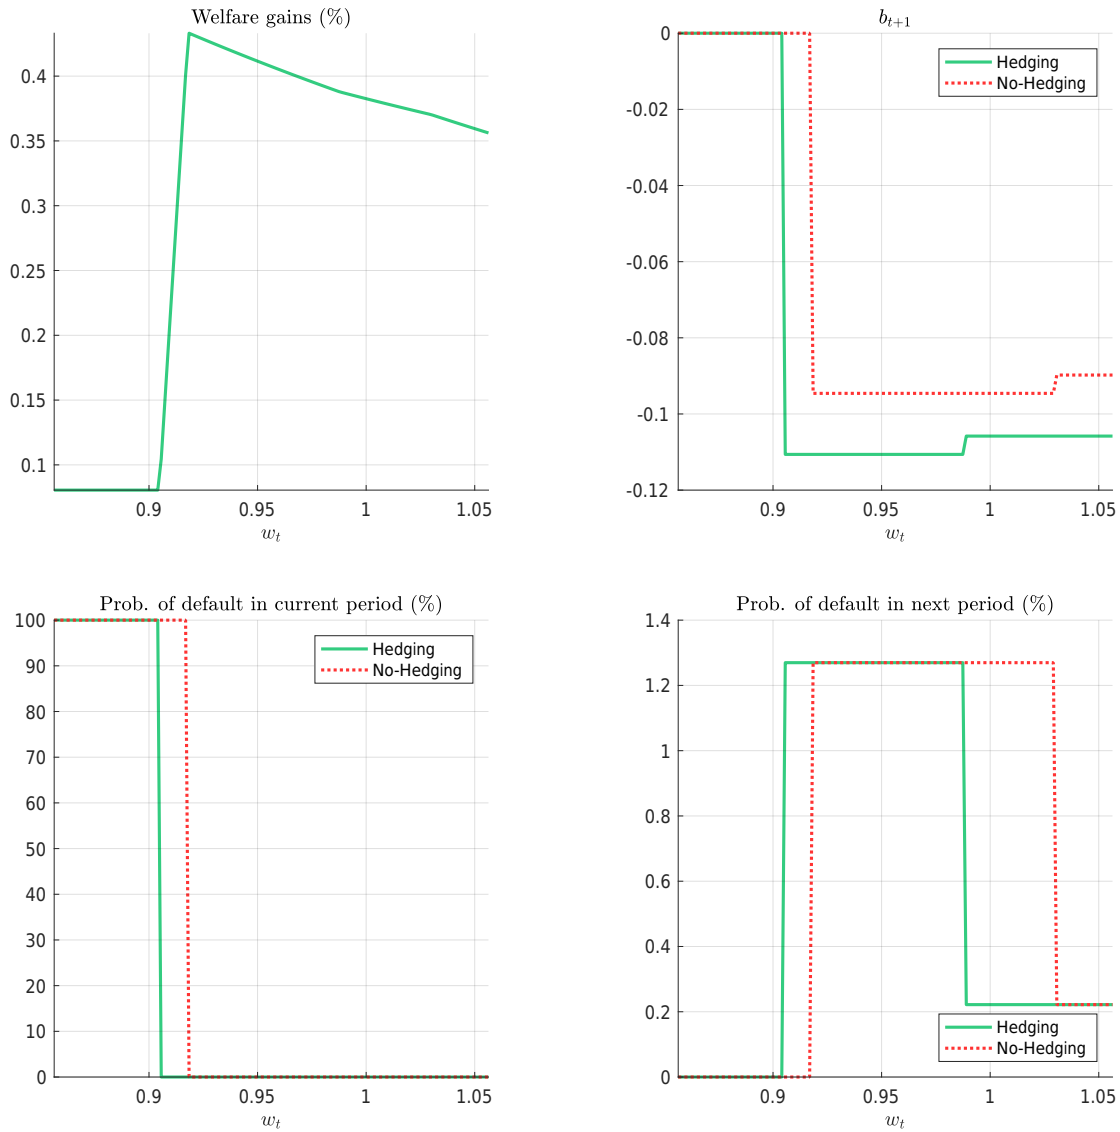 Welfare gains (%)
0.4
0.35
0.3
0.25
0.2
0.15
0.1
0.9 0.95 1 1.05
w_t
b_{t+1}
Hedging
No-Hedging
0
-0.02
-0.04
-0.06
-0.08
-0.1
-0.12
0.9 0.95 1 1.05
w_t
Prob. of default in current period (%)
Hedging
No-Hedging
100
90
80
70
60
50
40
30
20
10
0
0.9 0.95 1 1.05
w_t
Prob. of default in next period (%)
1.4
1.2
1
0.8
0.6
0.4
0.2
0
Hedging
No-Hedging
0.9 0.95 1 1.05
w_t